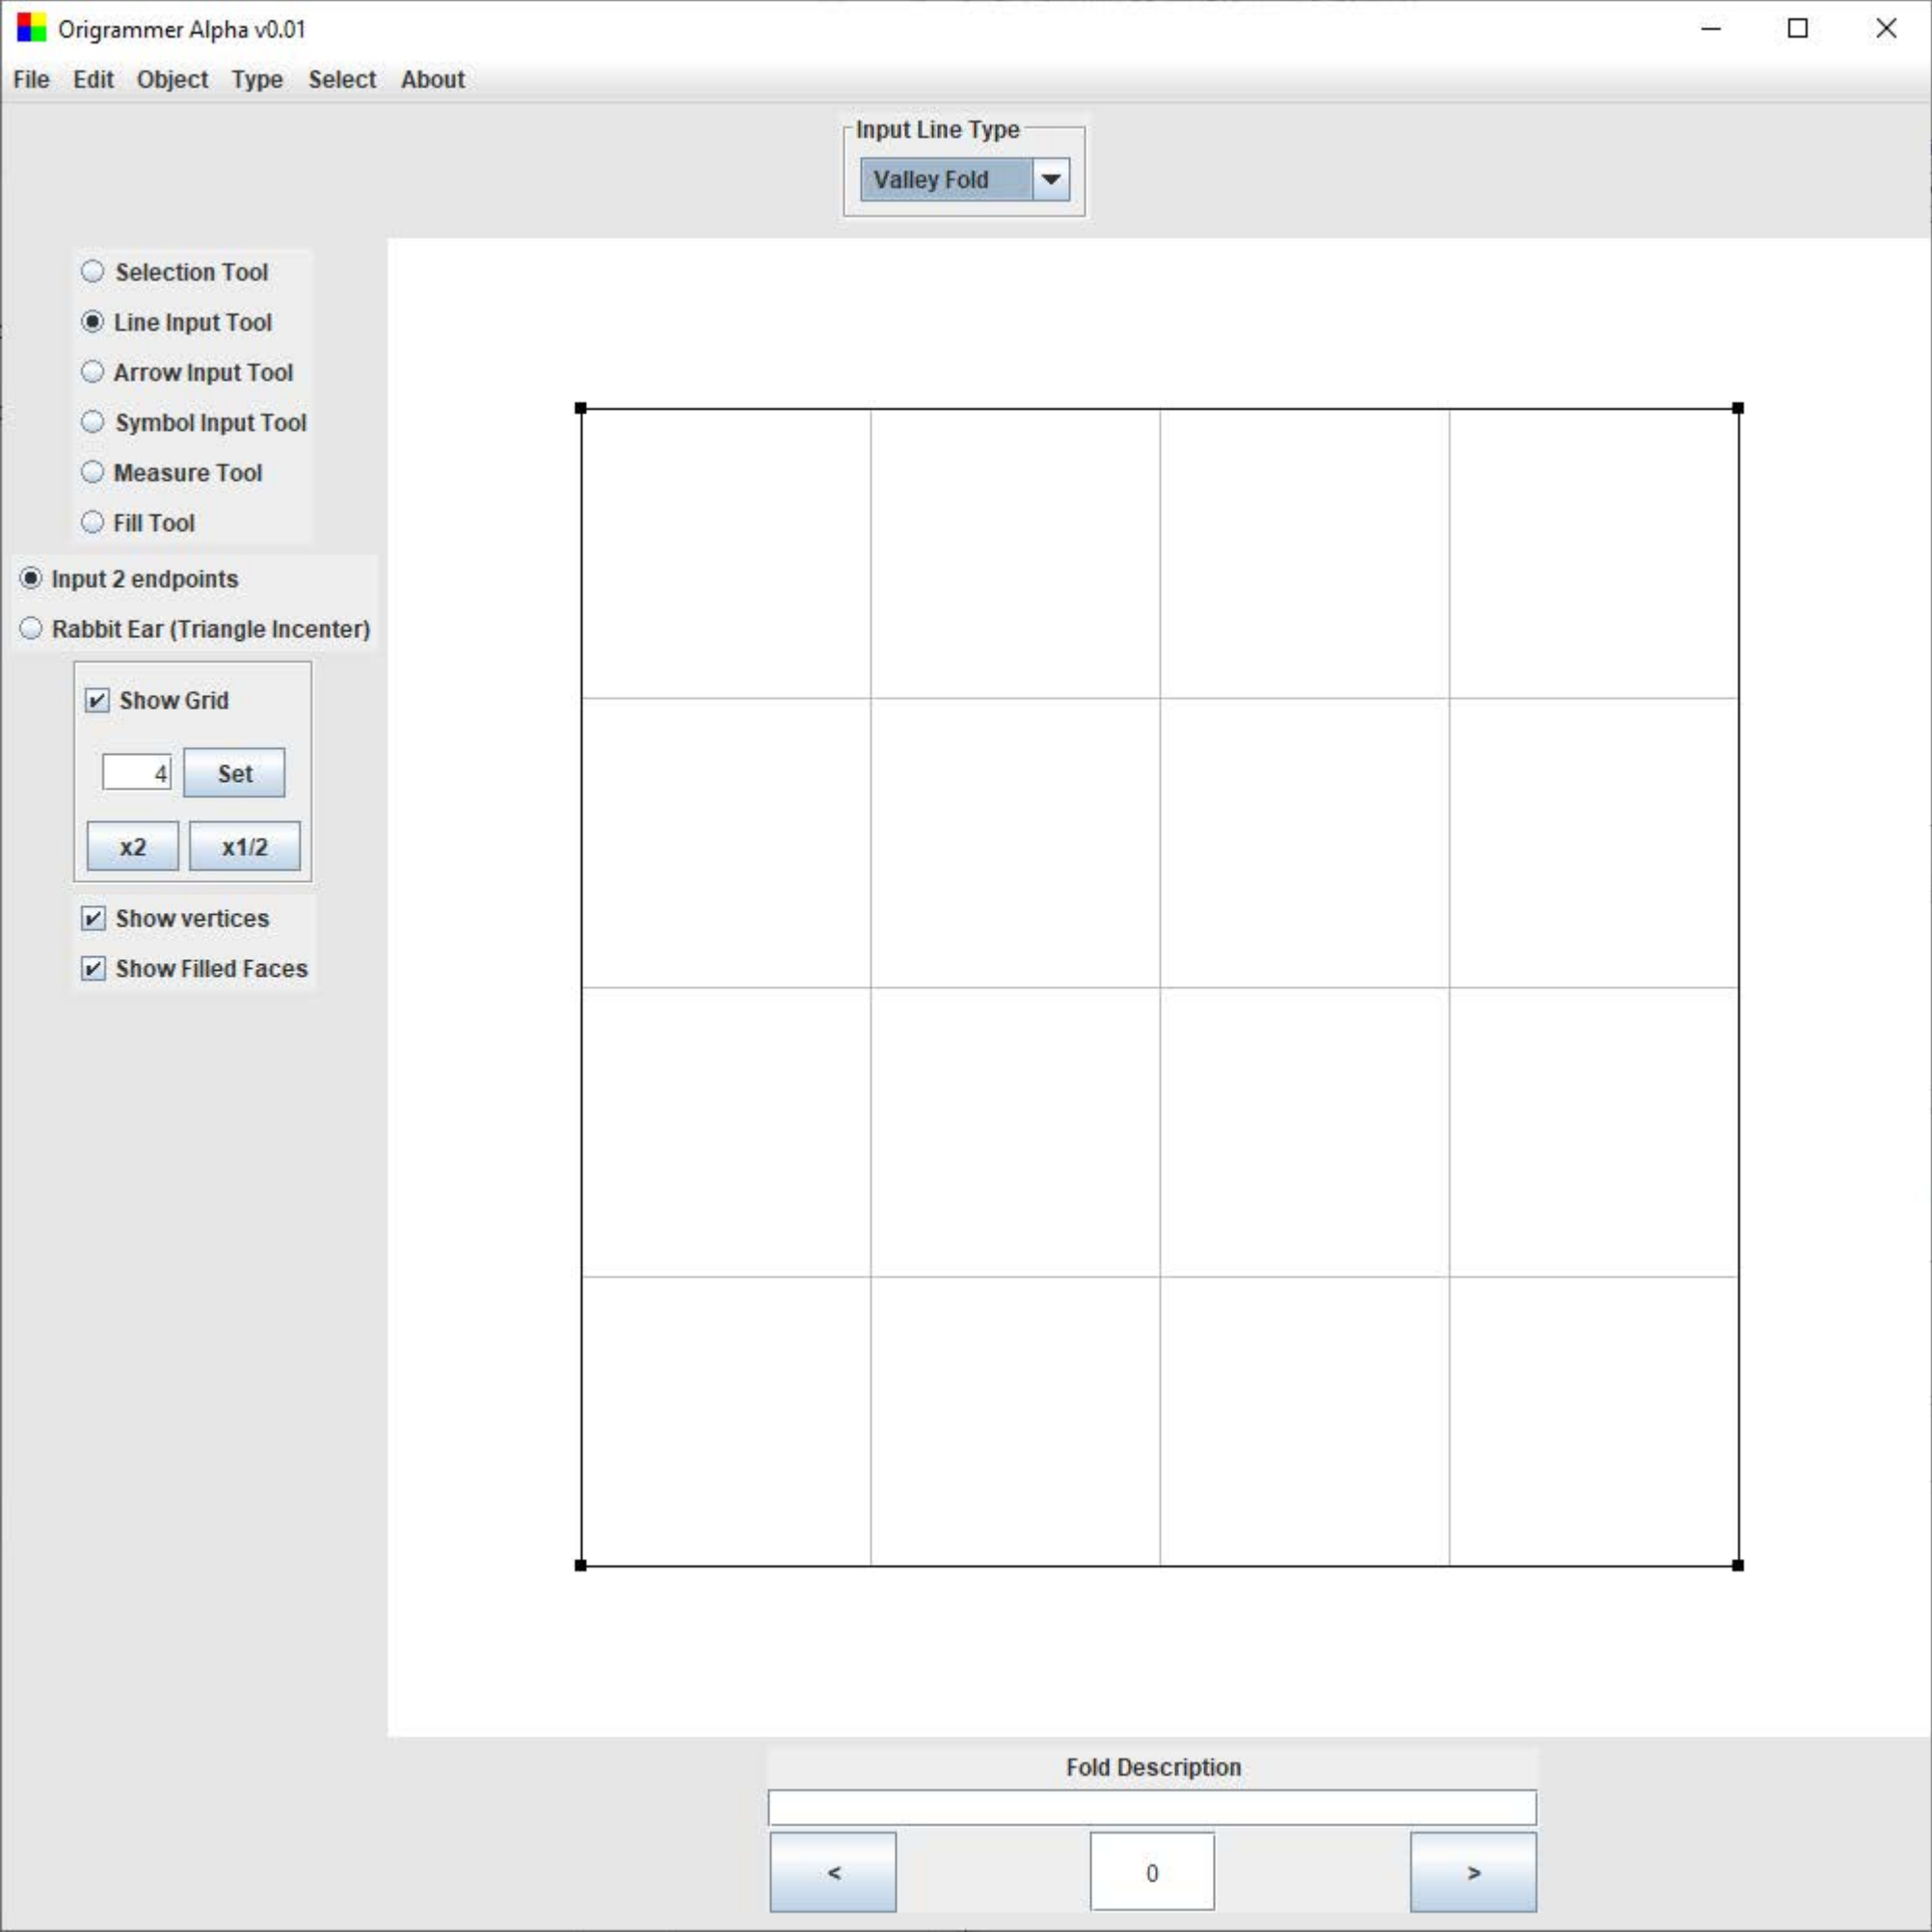 Origrammer Alpha v0.01
File Edit Object Type Select About
Input Line Type
Valley Fold
Selection Tool
Line Input Tool
Arrow Input Tool
Symbol Input Tool
Measure Tool
Fill Tool
Input 2 endpoints
Rabbit Ear (Triangle Incenter)
Show Grid
4 Set
x2 x1/2
Show vertices
Show Filled Faces
Fold Description
< 0 >